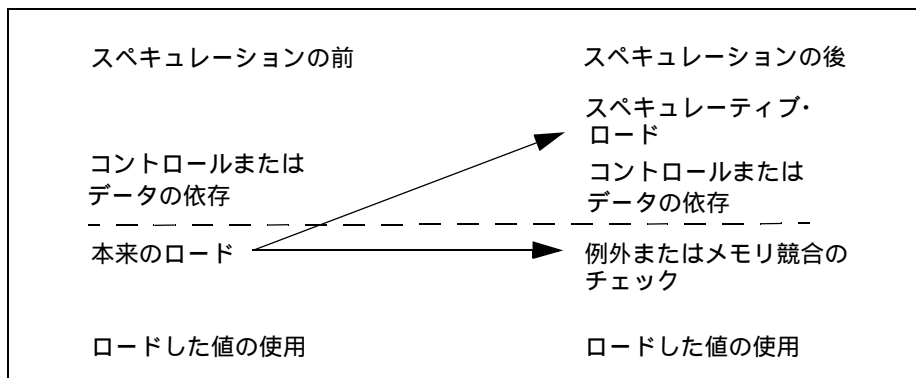 スペキュレーションの前
コントロールまたは
データの依存
本来のロード
ロードした値の使用
スペキュレーションの後
スペキュレーティブ・
ロード
コントロールまたは
データの依存
例外またはメモリ競合の
チェック
ロードした値の使用